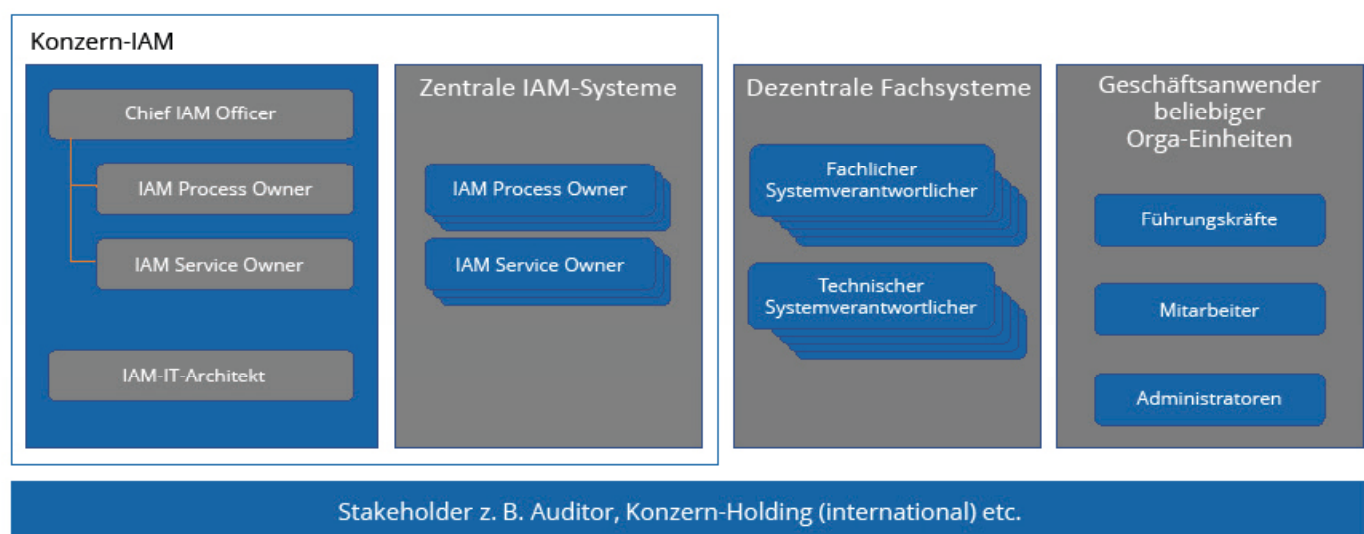 Konzern-IAM
Chief IAM Officer
IAM Process Owner
IAM Service Owner
IAM-IT-Architekt
Zentrale IAM-Systeme
IAM Process Owner
IAM Service Owner
Dezentrale Fachsysteme
Fachlicher
Systemverantwortlicher
Technischer
Systemverantwortlicher
Geschäftsanwender
beliebiger
Orga-Einheiten
Führungskräfte
Mitarbeiter
Administratoren
Stakeholder z. B. Auditor, Konzern-Holding (international) etc.